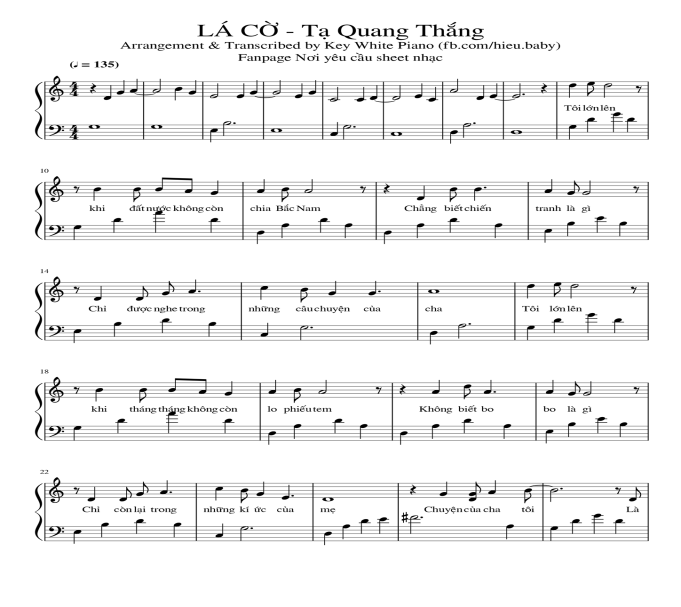 LÁ CỜ - Tạ Quang Thắng
Arrangement & Transcribed by Key White Piano (fb.com/hieu.baby)
Fanpage Nơi yêu cầu sheet nhạc
(♩ = 135)
Tôi lớn lên
10
khi đất nước không còn chia Bắc Nam Chẳng biết chiến tranh là gì
14
Chỉ được nghe trong những câu chuyện của cha Tôi lớn lên
18
khi tháng tháng không còn lo phiếu tem Không biết bo bo là gì
22
Chỉ còn lại trong những kí ức của mẹ Chuyện của cha tôi Là